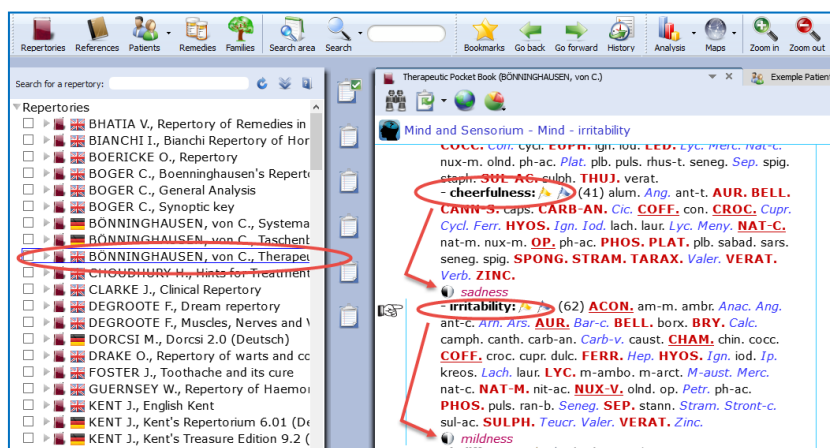 Repertories References Patients Remedies Families Search area Search Bookmarks Go back Go forward History Analysis Maps Zoom in Zoom out
Search for a repertory:
Repertories
BHATIA V., Repertory of Remedies in
BIANCHI I., Bianchi Repertory of Hor
BOERICKE O., Repertory
BOGER C., Boenninghausen's Reperto
BOGER C., General Analysis
BOGER C., Synoptic key
BÖNNINGHAUSEN, von C., Systema
BÖNNINGHAUSEN, von C., Taschent
BÖNNINGHAUSEN, von C., Therapeu
CHOUDHURY H., Hints for Treatment
CLARKE J., Clinical Repertory
DEGROOTE F., Dream repertory
DEGROOTE F., Muscles, Nerves and V
DORCSI M., Dorcsi 2.0 (Deutsch)
DRAKE O., Repertory of warts and co
FOSTER J., Toothache and its cure
GUERNSEY W., Repertory of Haemor
KENT J., English Kent
KENT J., Kent's Repertorium 6.01 (De
KENT J., Kent's Treasure Edition 9.2 (
Therapeutic Pocket Book (BÖNNINGHAUSEN, von C.)
Exemple Patient
Mind and Sensorium - Mind - irritability
COCC. Con. cycl. EUPH. ign. iod. LED. Lyc. Merc. Nat-c.
nux-m. olnd. ph-ac. Plat. plb. puls. rhus-t. seneg. Sep. spig.
staph. SUL-AC. sulph. THUJ. verat.
- cheerfulness: (41) alum. Ang. ant-t. AUR. BELL.
CANN-S. caps. CARB-AN. Cic. COFF. con. CROC. Cupr.
Cycl. Ferr. HYOS. Ign. Iod. lach. laur. Lyc. Meny. NAT-C.
nat-m. nux-m. OP. ph-ac. PHOS. PLAT. plb. sabad. sars.
seneg. spig. SPONG. STRAM. TARAX. Valer. VERAT.
Verb. ZINC.
sadness
- irritability: (62) ACON. am-m. ambr. Anac. Ang.
ant-c. Arn. Ars. AUR. Bar-c. BELL. borx. BRY. Calc.
camph. canth. carb-an. Carb-v. caust. CHAM. chin. cocc.
COFF. croc. cupr. dulc. FERR. Hep. HYOS. Ign. iod. Ip.
kreos. Lach. laur. LYC. m-ambo. m-arct. M-aust. Merc.
nat-c. NAT-M. nit-ac. NUX-V. olnd. op. Petr. ph-ac.
PHOS. puls. ran-b. Seneg. SEP. stann. Stram. Stront-c.
sul-ac. SULPH. Teucr. Valer. VERAT. Zinc.
mildness